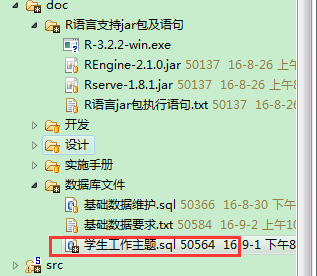 doc
R语言支持jar包及语句
R-3.2.2-win.exe
REngine-2.1.0.jar 50137 16-8-26 上午
Rserve-1.8.1.jar 50137 16-8-26 上午8
R语言jar包执行语句.txt 50137 16-8-
开发
设计
实施手册
数据库文件
基础数据维护.sql 50366 16-8-30 下
基础数据要求.txt 50584 16-9-2 上午10
学生工作主题.sql 50564 16-9-1 下午8
src